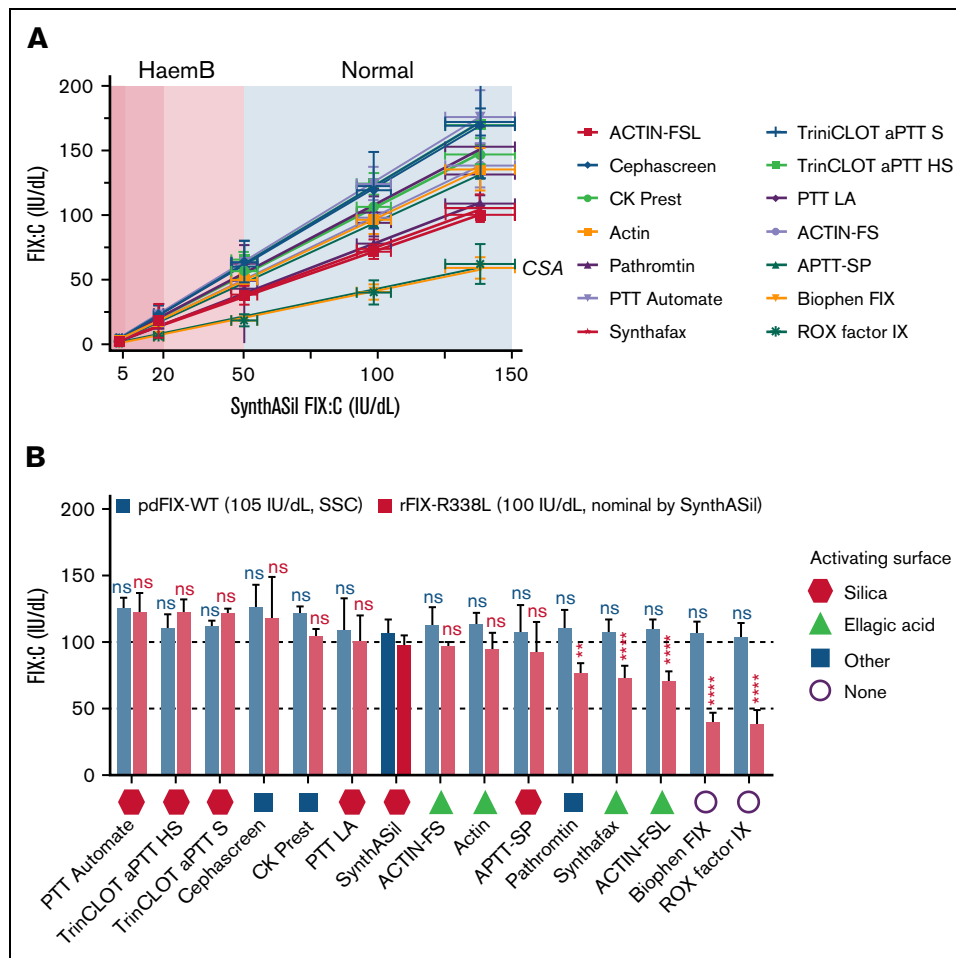 A
HaemB Normal
200
150
100
50
0
FIX:C (IU/dL)
5 20 50 100 150
SynthASil FIX:C (IU/dL)
CSA
ACTIN-FSL
Cephascreen
CK Prest
Actin
Pathromtin
PTT Automate
Synthafax
TriniCLOT aPTT S
TrinCLOT aPTT HS
PTT LA
ACTIN-FS
APTT-SP
Biophen FIX
ROX factor IX
B
pdFIX-WT (105 IU/dL, SSC) rFIX-R338L (100 IU/dL, nominal by SynthASil)
200
150
100
50
0
FIX:C (IU/dL)
ns ns ns ns ns ns ns ns ns ns ns ns ns ns ns ns ns ns ns ** ns **** ns **** ns **** ns ****
PTT Automate
TrinCLOT aPTT HS
TrinCLOT aPTT S
Cephascreen
CK Prest
PTT LA
SynthASil
ACTIN-FS
Actin
APTT-SP
Pathromtin
Synthafax
ACTIN-FSL
Biophen FIX
ROX factor IX
Activating surface
Silica
Ellagic acid
Other
None